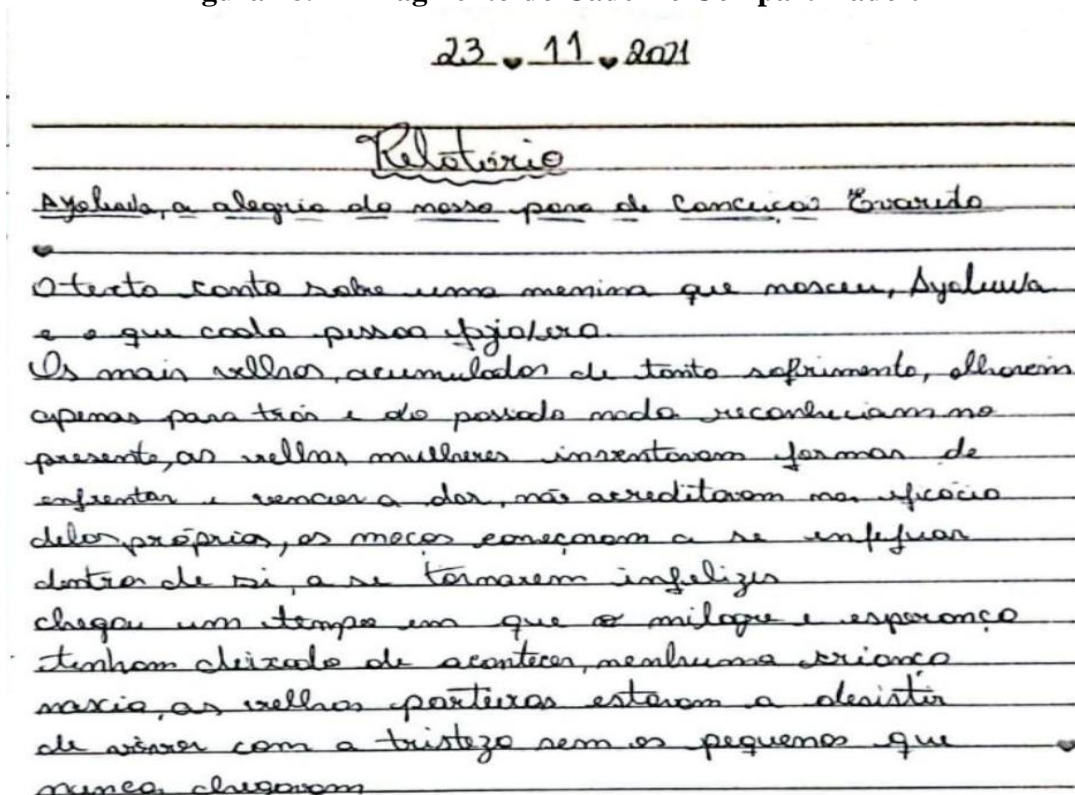 23 . 11 . 2021
Relatório
Ayoluwa, a alegria do nosso povo de Conceição Evaristo
O texto conta sobre uma menina que nasceu, Ayoluwa
e o que cada pessoa
Os mais velhos, acumulados de tanto sofrimento, olhavam
apenas para trás e do passado nada reconheciam no
presente, as velhas mulheres inventavam formas de
enfrentar e vencer a dor, não acreditavam na eficácia
delas próprias, os moços começaram a se
dentro de si, a se tornarem infelizes
chegou um tempo em que o milagre e esperança
tenham deixado de acontecer, nenhuma criança
nascia, as velhas parteiras estavam a desistir
de viver com a tristeza sem os pequenos que
nunca chegavam